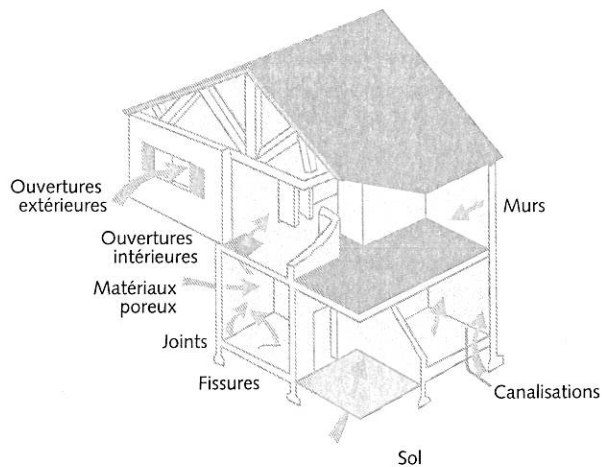 Ouvertures
extérieures
Murs
Ouvertures
intérieures
Matériaux
poreux
Joints
Fissures
Canalisations
Sol